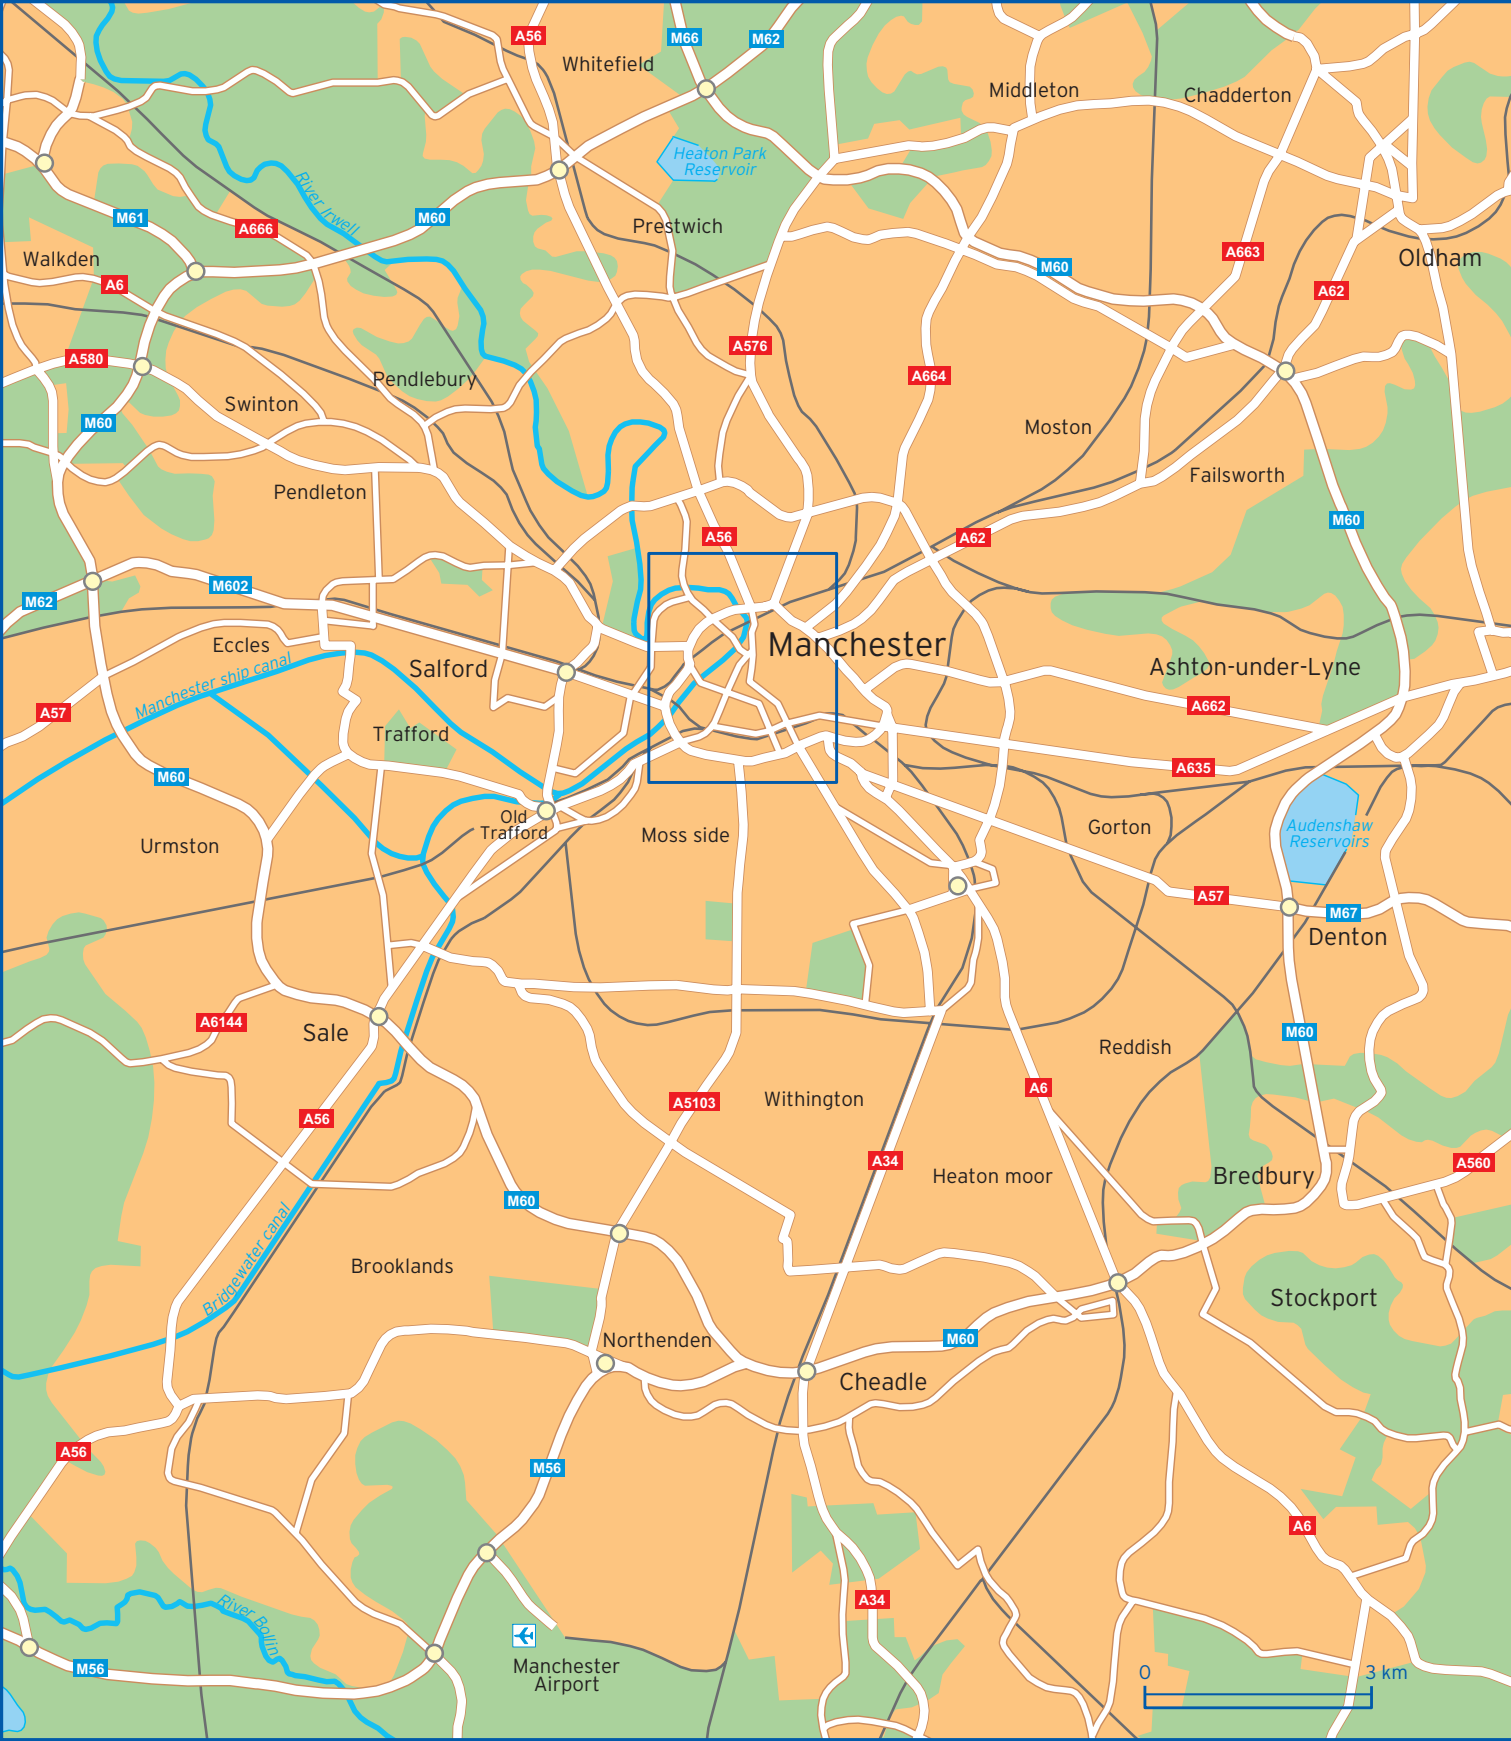 A56
M66
M62
Whitefield
Middleton
Chadderton
Heaton Park
Reservoir
River Irwell
M61
A666
M60
Prestwich
Walkden
A6
M60
A663
Oldham
A62
A580
A576
A664
Pendlebury
Swinton
M60
Moston
Pendleton
Failsworth
M60
A56
A62
M62
M602
Eccles
Manchester
Salford
Ashton-under-Lyne
Manchester ship canal
A57
A662
Trafford
M60
A635
Old
Trafford
Moss side
Gorton
Audenshaw
Reservoirs
Urmston
A57
M67
Denton
A6144
Sale
M60
Reddish
A56
A5103
Withington
A6
A34
Heaton moor
Bredbury
A560
M60
Bridgewater canal
Brooklands
Stockport
Northenden
M60
Cheadle
A56
M56
A6
River Bollin
A34
Manchester
Airport
M56
0
3 km